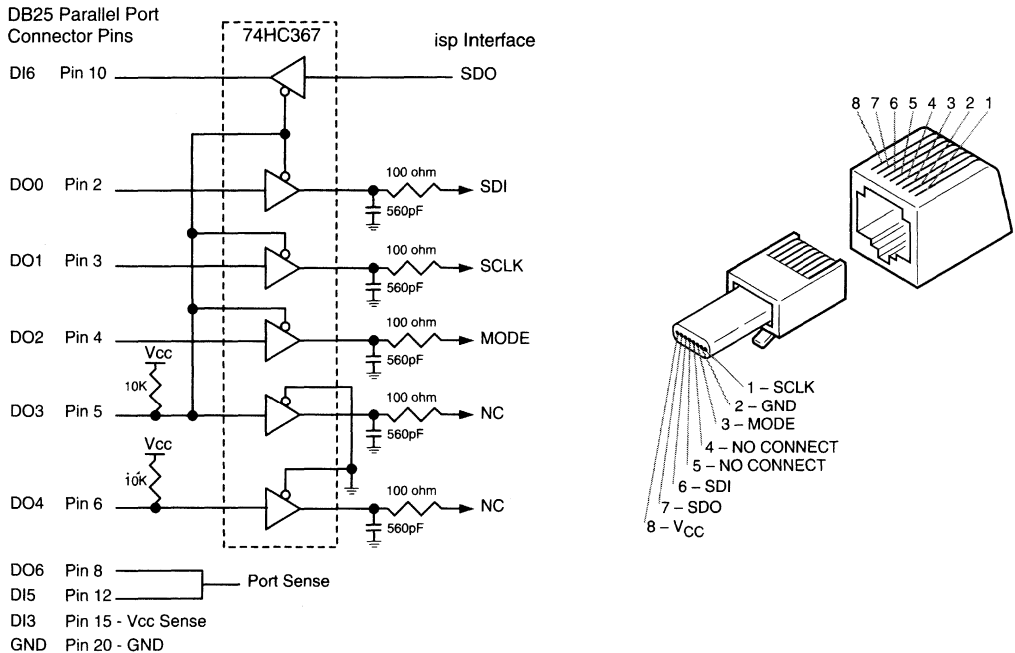 DB25 Parallel Port
Connector Pins
74HC367
isp Interface
DI6 Pin 10
SDO
DO0 Pin 2
100 ohm
SDI
560pF
DO1 Pin 3
100 ohm
SCLK
560pF
DO2 Pin 4
100 ohm
MODE
560pF
Vcc
10K
DO3 Pin 5
100 ohm
NC
560pF
Vcc
10K
DO4 Pin 6
100 ohm
NC
560pF
DO6 Pin 8
DI5 Pin 12
Port Sense
DI3 Pin 15 - Vcc Sense
GND Pin 20 - GND
8 7 6 5 4 3 2 1
1 – SCLK
2 – GND
3 – MODE
4 – NO CONNECT
5 – NO CONNECT
6 – SDI
7 – SDO
8 – VCC